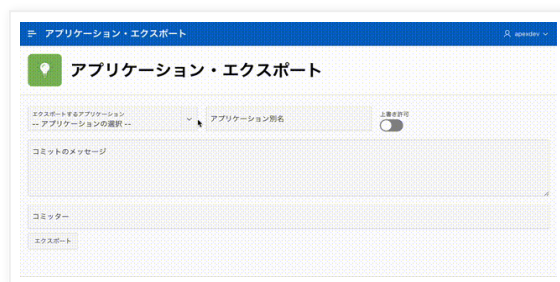 アプリケーション・エクスポート
apexdev
アプリケーション・エクスポート
エクスポートするアプリケーション
-- アプリケーションの選択 --
アプリケーション別名
上書き許可
コミットのメッセージ
コミッター
エクスポート